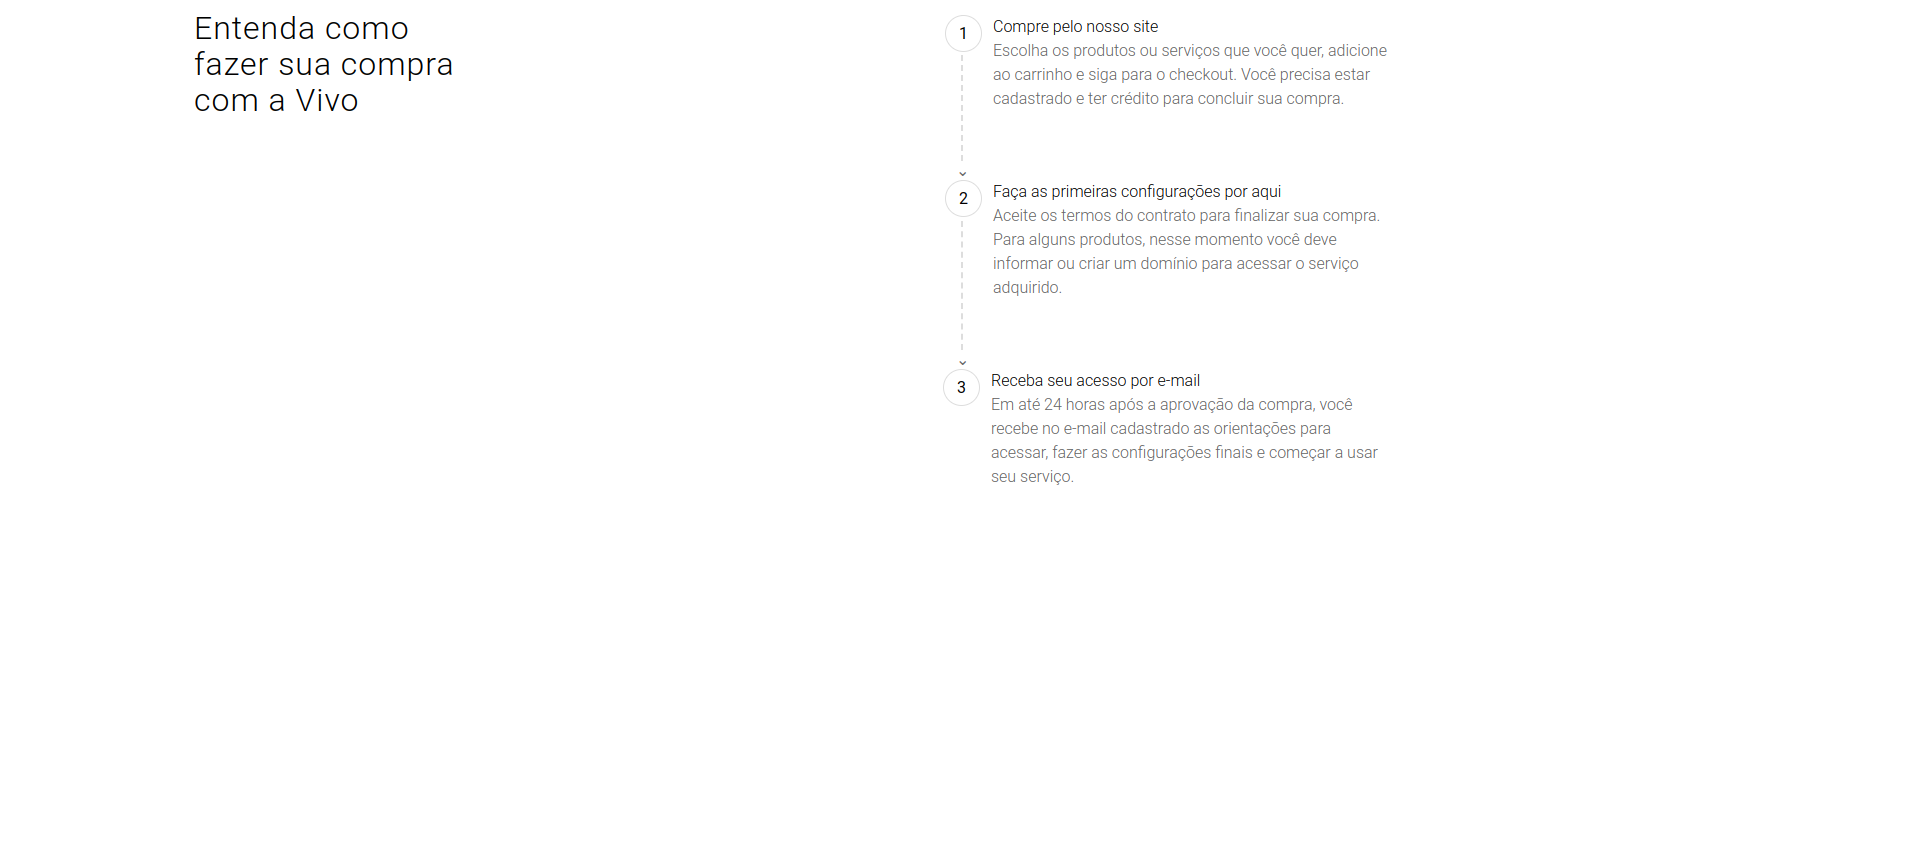 Entenda como
fazer sua compra
com a Vivo
1
Compre pelo nosso site
Escolha os produtos ou serviços que você quer, adicione
ao carrinho e siga para o checkout. Você precisa estar
cadastrado e ter crédito para concluir sua compra.
2
Faça as primeiras configurações por aqui
Aceite os termos do contrato para finalizar sua compra.
Para alguns produtos, nesse momento você deve
informar ou criar um domínio para acessar o serviço
adquirido.
3
Receba seu acesso por e-mail
Em até 24 horas após a aprovação da compra, você
recebe no e-mail cadastrado as orientações para
acessar, fazer as configurações finais e começar a usar
seu serviço.